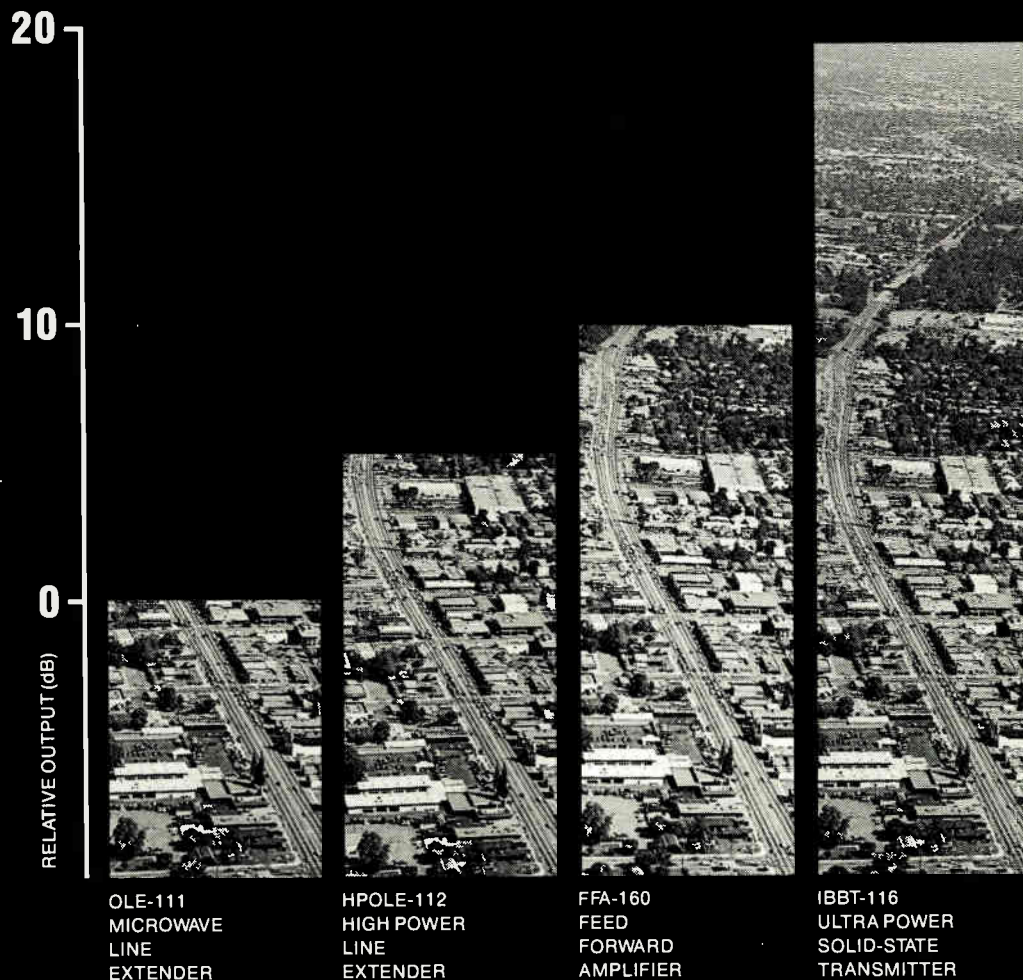 20
10
0
RELATIVE OUTPUT (dB)
OLE-111
MICROWAVE
LINE
EXTENDER
HPOLE-112
HIGH POWER
LINE
EXTENDER
FFA-160
FEED
FORWARD
AMPLIFIER
IBBT-116
ULTRA POWER
SOLID-STATE
TRANSMITTER